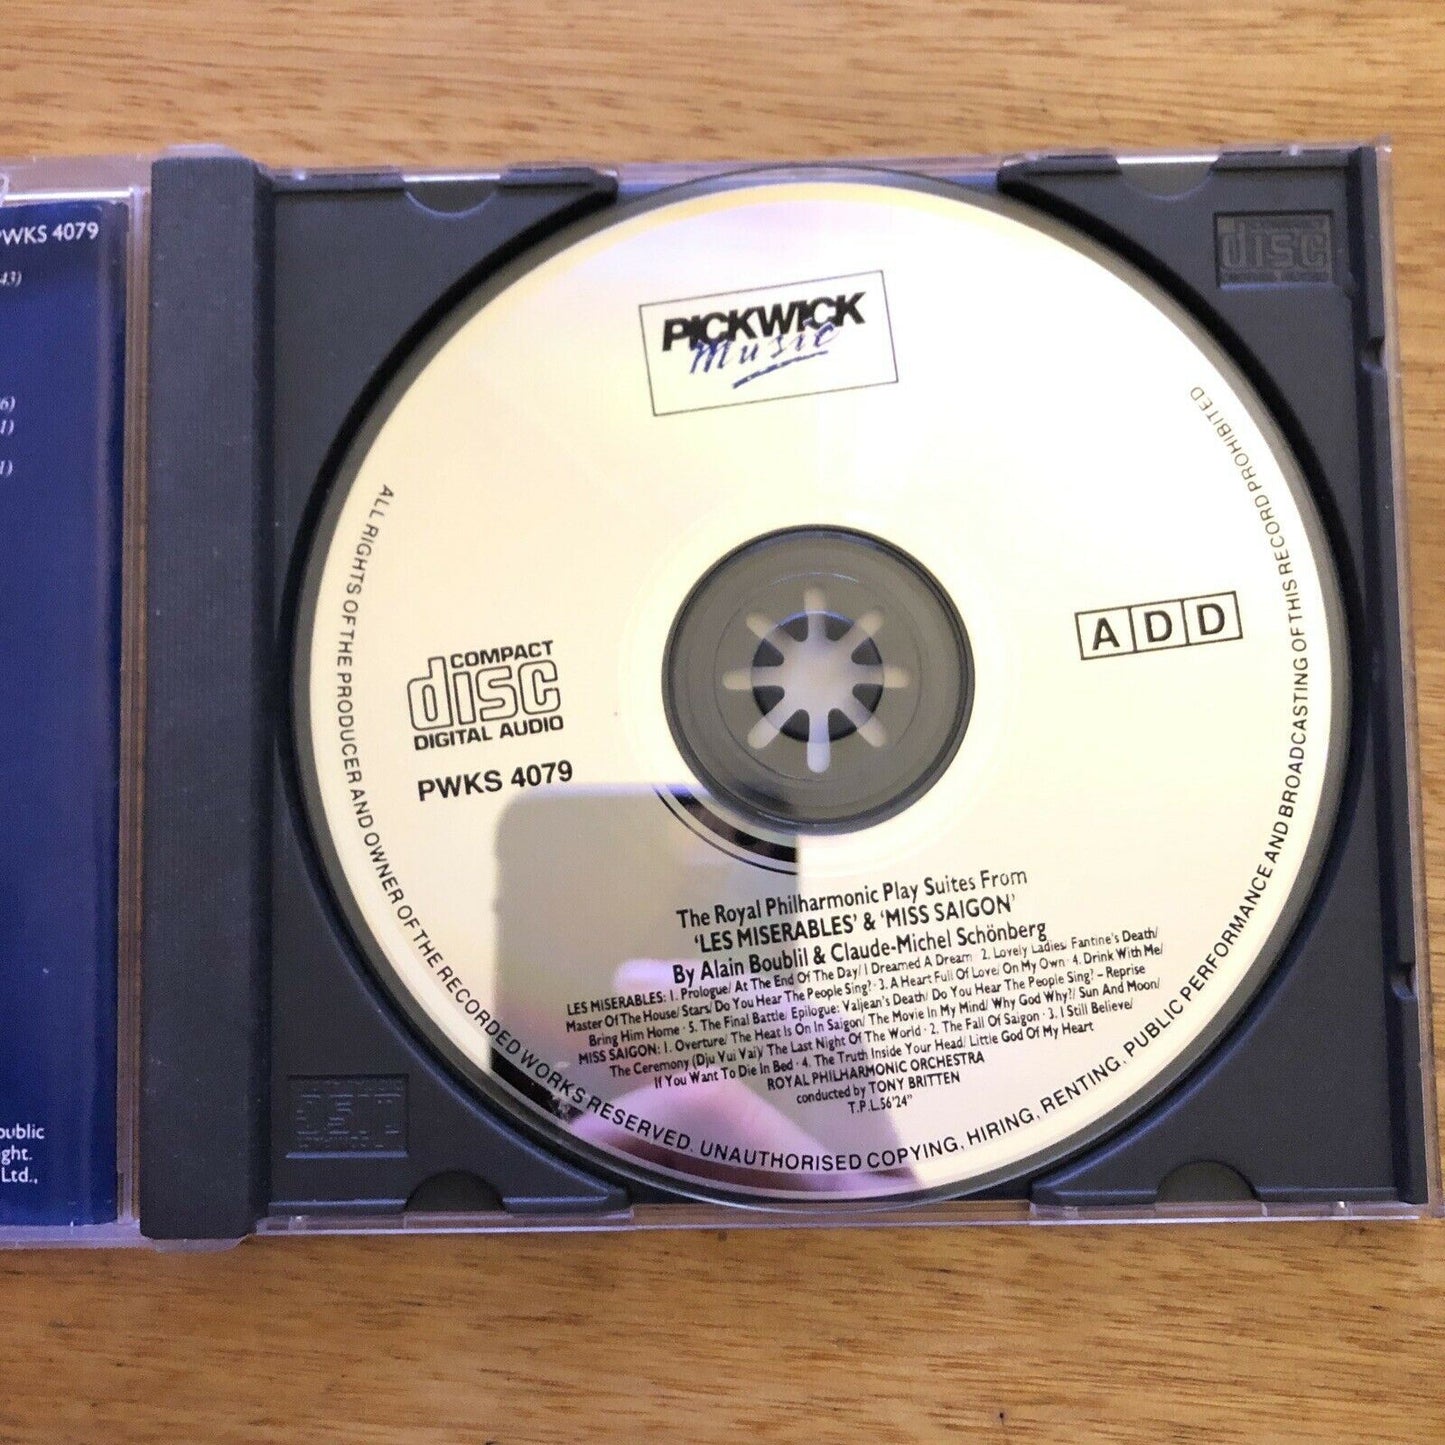 PWKS 4079
43)
6)
1)
1)
public
ght.
Ltd.,
PICKWICK
music
disc
COMPACT
disc
DIGITAL AUDIO
PWKS 4079
A D D
The Royal Philharmonic Play Suites From
'LES MISERABLES' & 'MISS SAIGON'
By Alain Boublil & Claude-Michel Schönberg
LES MISERABLES: 1. Prologue/ At The End Of The Day/ I Dreamed A Dream · 2. Lovely Ladies/ Fantine's Death/
Master Of The House/ Stars/ Do You Hear The People Sing? · 3. A Heart Full Of Love/ On My Own · 4. Drink With Me/
Bring Him Home · 5. The Final Battle/ Epilogue: Valjean's Death/ Do You Hear The People Sing? – Reprise
MISS SAIGON: 1. Overture/ The Heat Is On In Saigon/ The Movie In My Mind/ Why God Why?/ Sun And Moon/
The Ceremony (Dju Vui Vai)/ The Last Night Of The World · 2. The Fall Of Saigon · 3. I Still Believe/
If You Want To Die In Bed · 4. The Truth Inside Your Head/ Little God Of My Heart
ROYAL PHILHARMONIC ORCHESTRA
conducted by TONY BRITTEN
T.P.L.56'24"
ALL RIGHTS OF THE PRODUCER AND OWNER OF THE RECORDED WORKS RESERVED. UNAUTHORISED COPYING, HIRING, RENTING, PUBLIC PERFORMANCE AND BROADCASTING OF THIS RECORD PROHIBITED